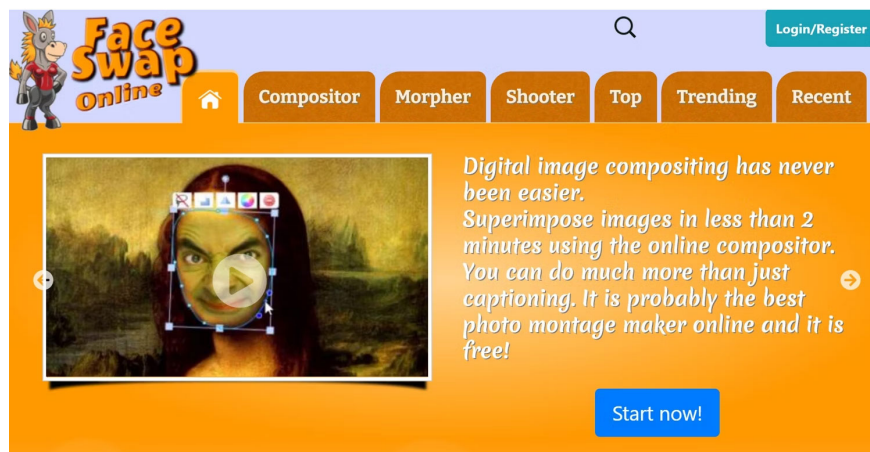 Face
Swap
Online
Login/Register
Compositor
Morpher
Shooter
Top
Trending
Recent
Digital image compositing has never
been easier.
Superimpose images in less than 2
minutes using the online compositor.
You can do much more than just
captioning. It is probably the best
photo montage maker online and it is
free!
Start now!